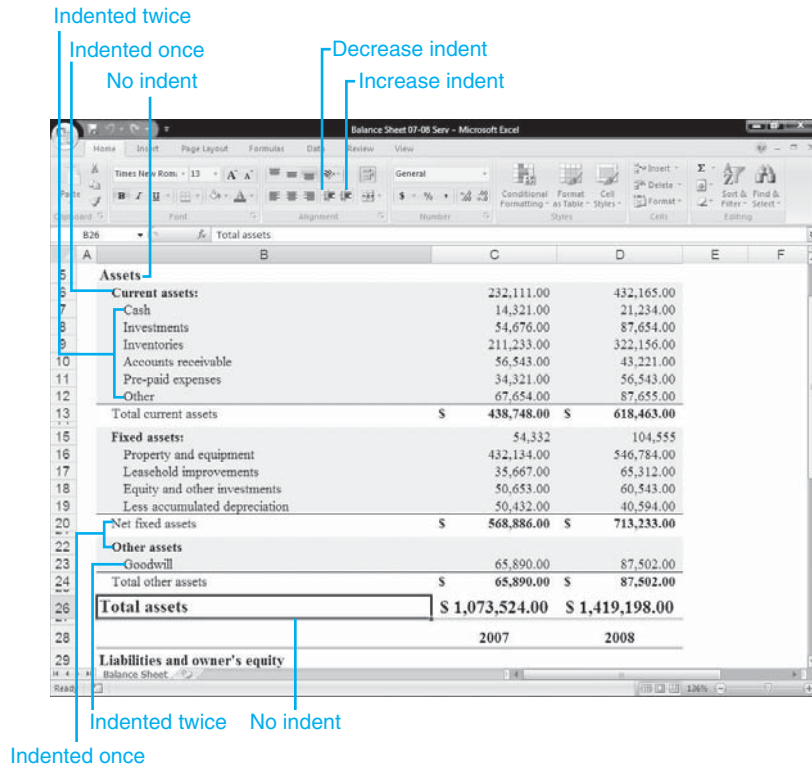 Indented twice
Indented once
No indent
Decrease indent
Increase indent
Balance Sheet 07-08 Serv - Microsoft Excel
Home Insert Page Layout Formulas Data Review View
Times New Roma 13 A A General
Paste B I U A $ % , Conditional Formatting Format as Table Cell Styles Insert Delete Format Σ Sort & Filter Find & Select
Clipboard Font Alignment Number Styles Cells Editing
B26 fx Total assets
A B C D E F
5 Assets
6 Current assets: 232,111.00 432,165.00
7 Cash 14,321.00 21,234.00
8 Investments 54,676.00 87,654.00
9 Inventories 211,233.00 322,156.00
10 Accounts receivable 56,543.00 43,221.00
11 Pre-paid expenses 34,321.00 56,543.00
12 Other 67,654.00 87,655.00
13 Total current assets $ 438,748.00 $ 618,463.00
15 Fixed assets: 54,332 104,555
16 Property and equipment 432,134.00 546,784.00
17 Leasehold improvements 35,667.00 65,312.00
18 Equity and other investments 50,653.00 60,543.00
19 Less accumulated depreciation 50,432.00 40,594.00
20 Net fixed assets $ 568,886.00 $ 713,233.00
22 Other assets
23 Goodwill 65,890.00 87,502.00
24 Total other assets $ 65,890.00 $ 87,502.00
26 Total assets $ 1,073,524.00 $ 1,419,198.00
28 2007 2008
29 Liabilities and owner's equity
Balance Sheet
Ready 136%
Indented twice
No indent
Indented once